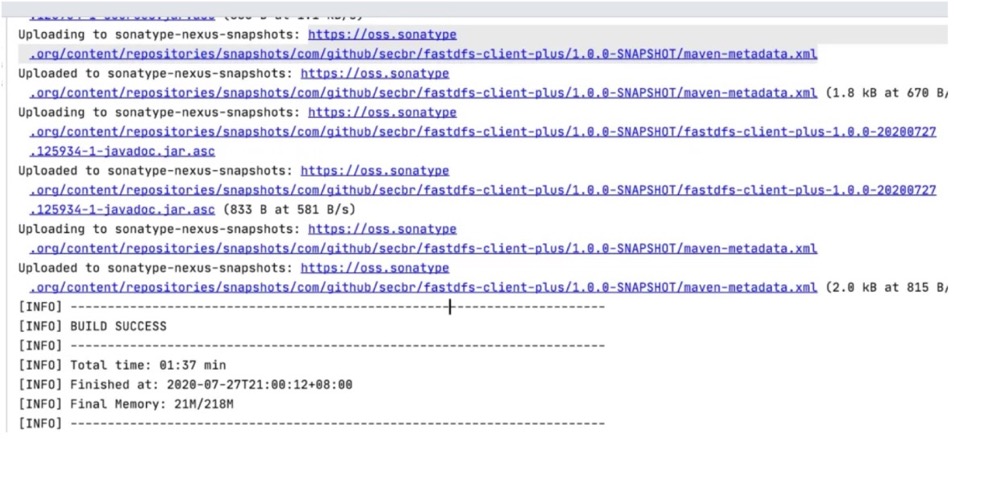 Uploading to sonatype-nexus-snapshots: https://oss.sonatype
.org/content/repositories/snapshots/com/github/secbr/fastdfs-client-plus/1.0.0-SNAPSHOT/maven-metadata.xml
Uploaded to sonatype-nexus-snapshots: https://oss.sonatype
.org/content/repositories/snapshots/com/github/secbr/fastdfs-client-plus/1.0.0-SNAPSHOT/maven-metadata.xml (1.8 kB at 670 B/
Uploading to sonatype-nexus-snapshots: https://oss.sonatype
.org/content/repositories/snapshots/com/github/secbr/fastdfs-client-plus/1.0.0-SNAPSHOT/fastdfs-client-plus-1.0.0-20200727
.125934-1-javadoc.jar.asc
Uploaded to sonatype-nexus-snapshots: https://oss.sonatype
.org/content/repositories/snapshots/com/github/secbr/fastdfs-client-plus/1.0.0-SNAPSHOT/fastdfs-client-plus-1.0.0-20200727
.125934-1-javadoc.jar.asc (833 B at 581 B/s)
Uploading to sonatype-nexus-snapshots: https://oss.sonatype
.org/content/repositories/snapshots/com/github/secbr/fastdfs-client-plus/1.0.0-SNAPSHOT/maven-metadata.xml
Uploaded to sonatype-nexus-snapshots: https://oss.sonatype
.org/content/repositories/snapshots/com/github/secbr/fastdfs-client-plus/1.0.0-SNAPSHOT/maven-metadata.xml (2.0 kB at 815 B/
[INFO] ------------------------------------------------------------------------
[INFO] BUILD SUCCESS
[INFO] ------------------------------------------------------------------------
[INFO] Total time: 01:37 min
[INFO] Finished at: 2020-07-27T21:00:12+08:00
[INFO] Final Memory: 21M/218M
[INFO] ------------------------------------------------------------------------